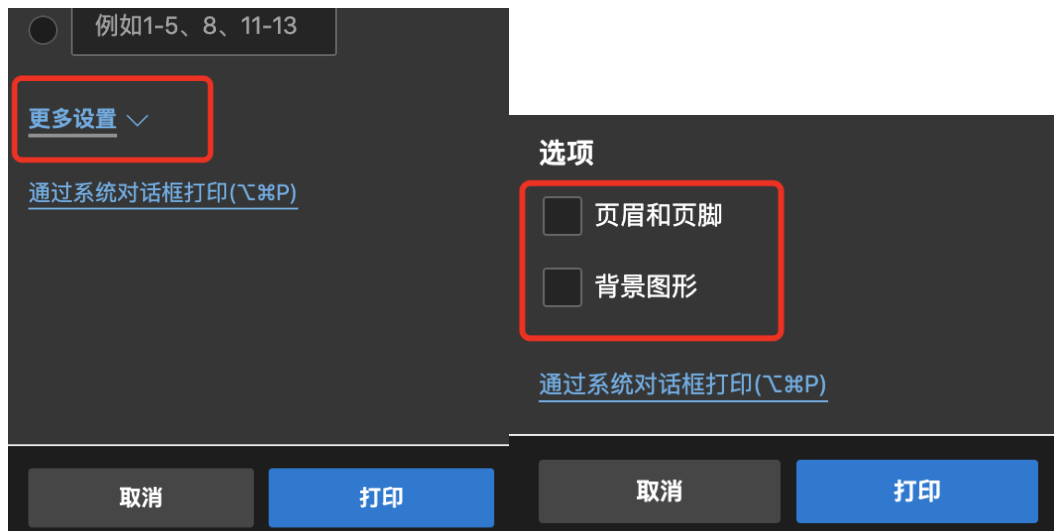 例如1-5、8、11-13
更多设置
通过系统对话框打印(⌥⌘P)
取消
打印
选项
页眉和页脚
背景图形
通过系统对话框打印(⌥⌘P)
取消
打印